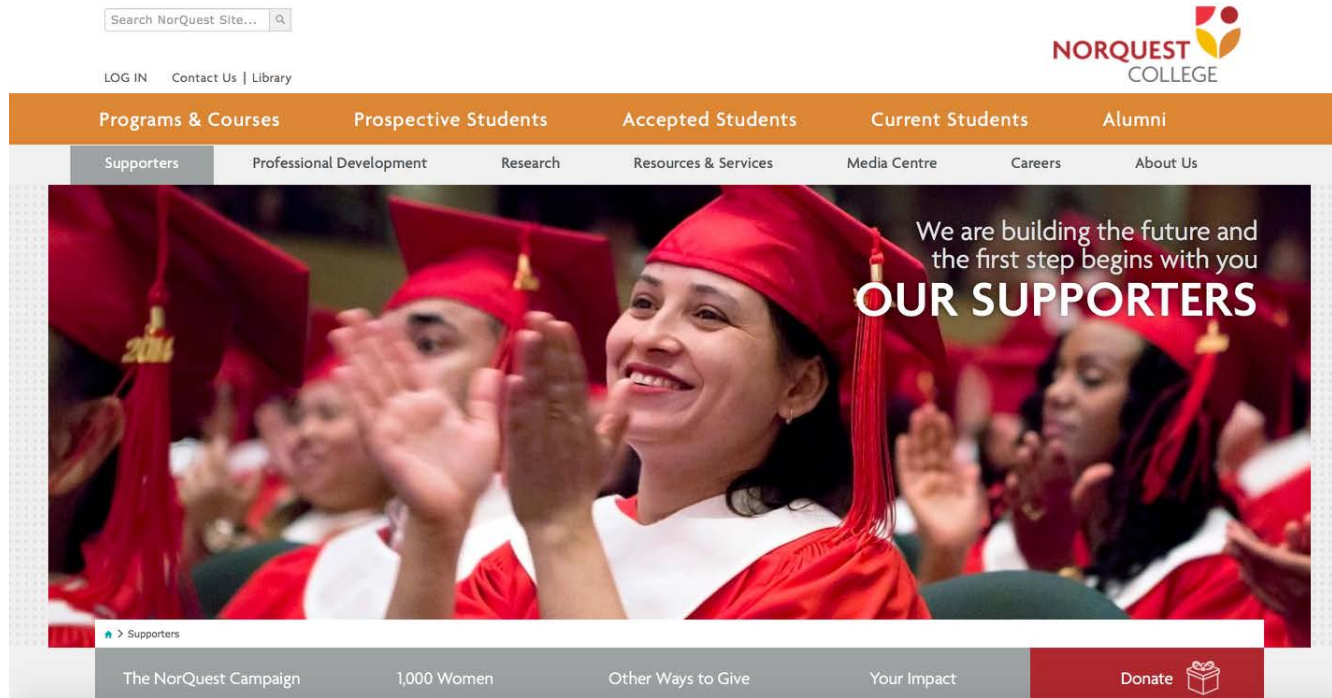 Search NorQuest Site...
LOG IN Contact Us | Library
NORQUEST
COLLEGE
Programs & Courses Prospective Students Accepted Students Current Students Alumni
Supporters Professional Development Research Resources & Services Media Centre Careers About Us
We are building the future and
the first step begins with you
OUR SUPPORTERS
2014
> Supporters
The NorQuest Campaign 1,000 Women Other Ways to Give Your Impact Donate